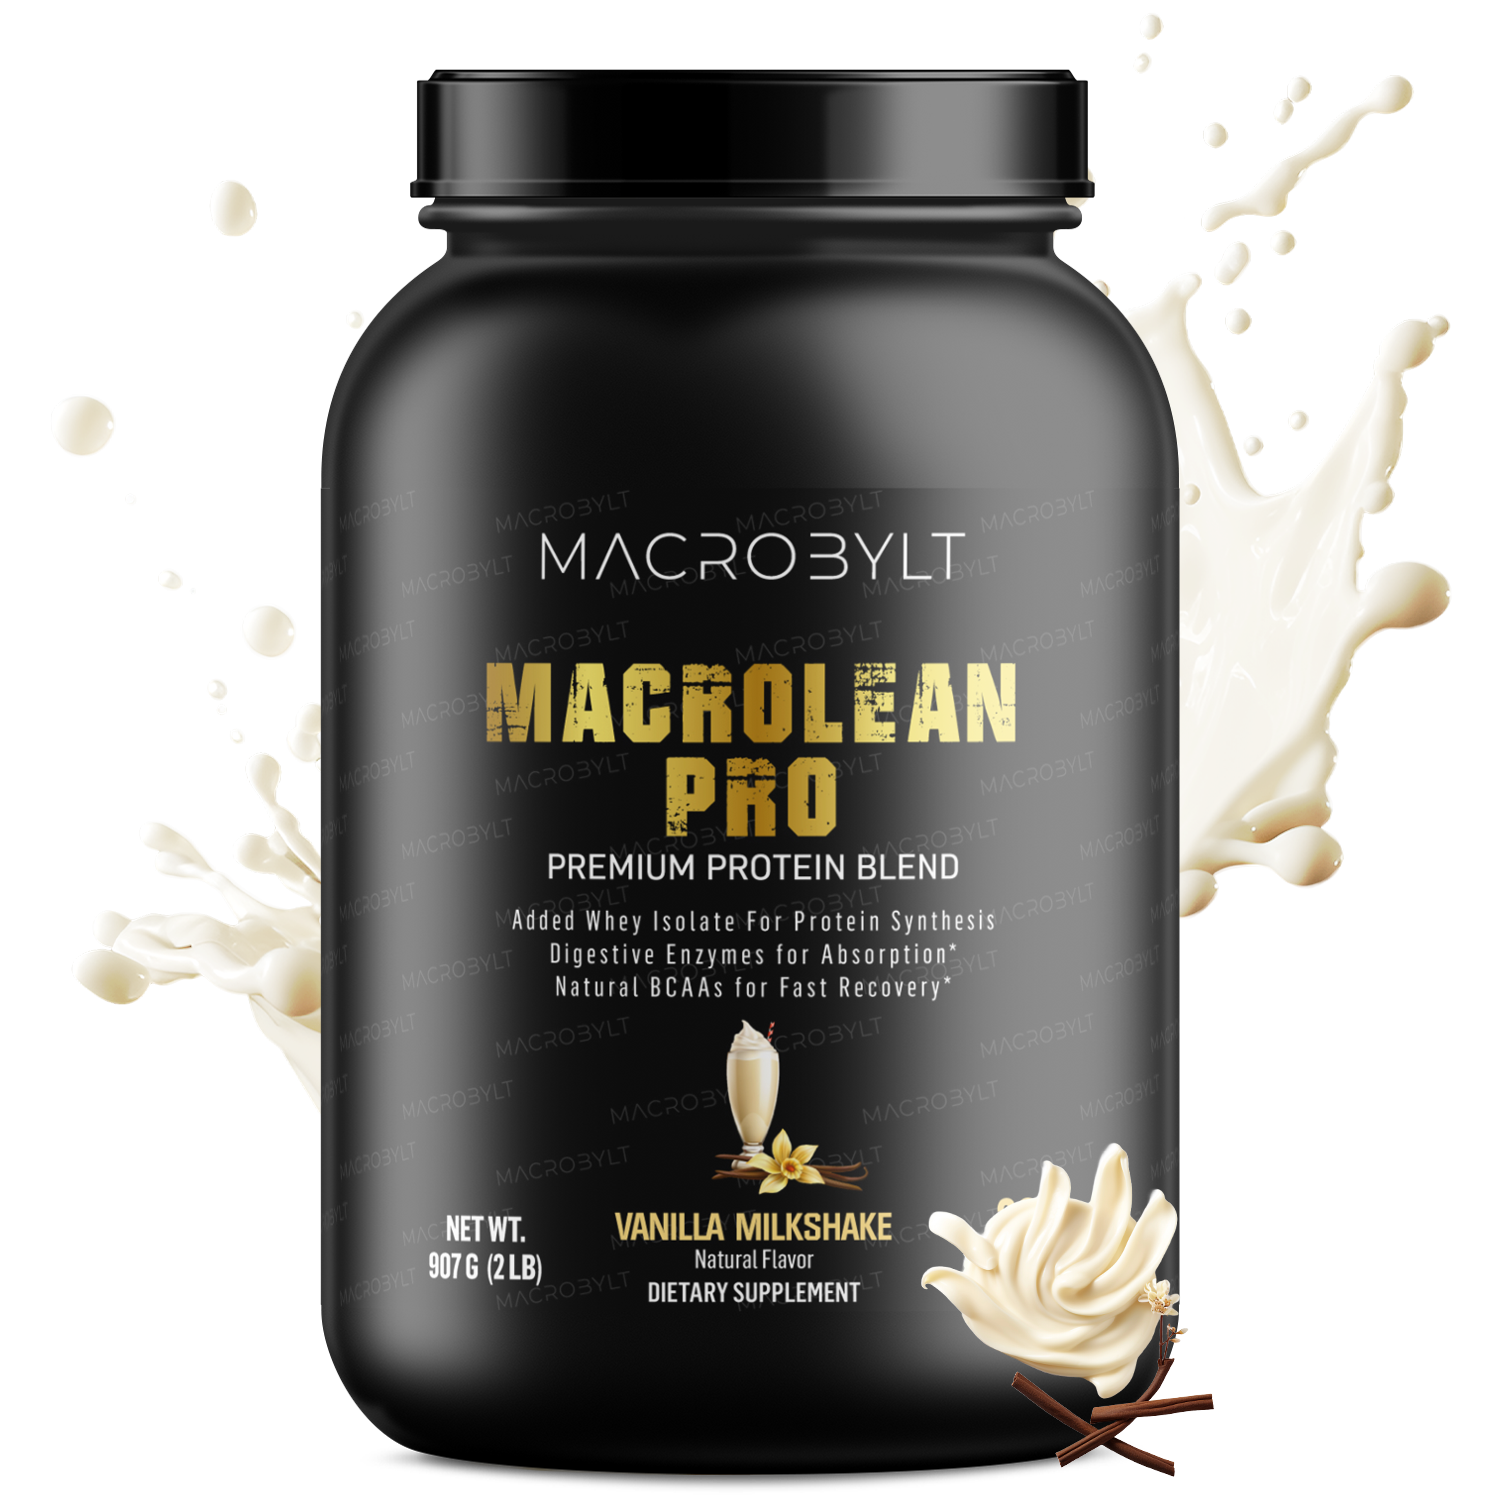 MACROBYLT
MACROLEAN
PRO
PREMIUM PROTEIN BLEND
Added Whey Isolate For Protein Synthesis
Digestive Enzymes for Absorption*
Natural BCAAs for Fast Recovery*
NET WT.
907 G (2 LB)
VANILLA MILKSHAKE
Natural Flavor
DIETARY SUPPLEMENT